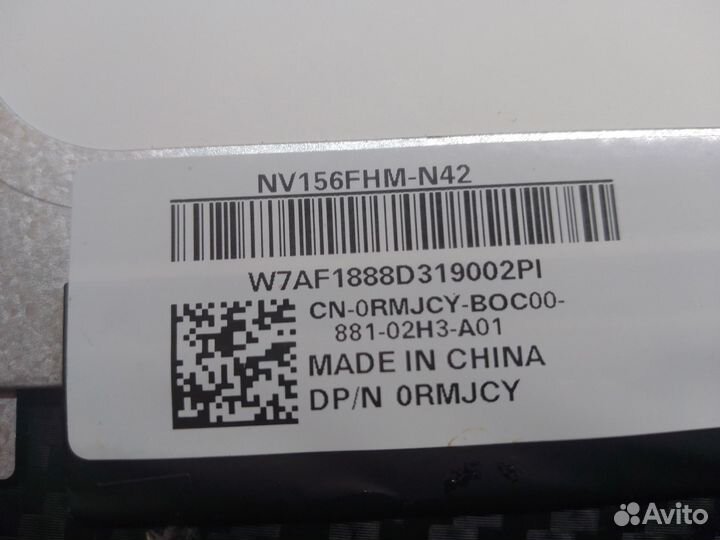 NV156FHM-N42
W7AF1888D319002PI
CN-0RMJCY-BOC00-
881-02H3-A01
MADE IN CHINA
DP/N 0RMJCY
Avito